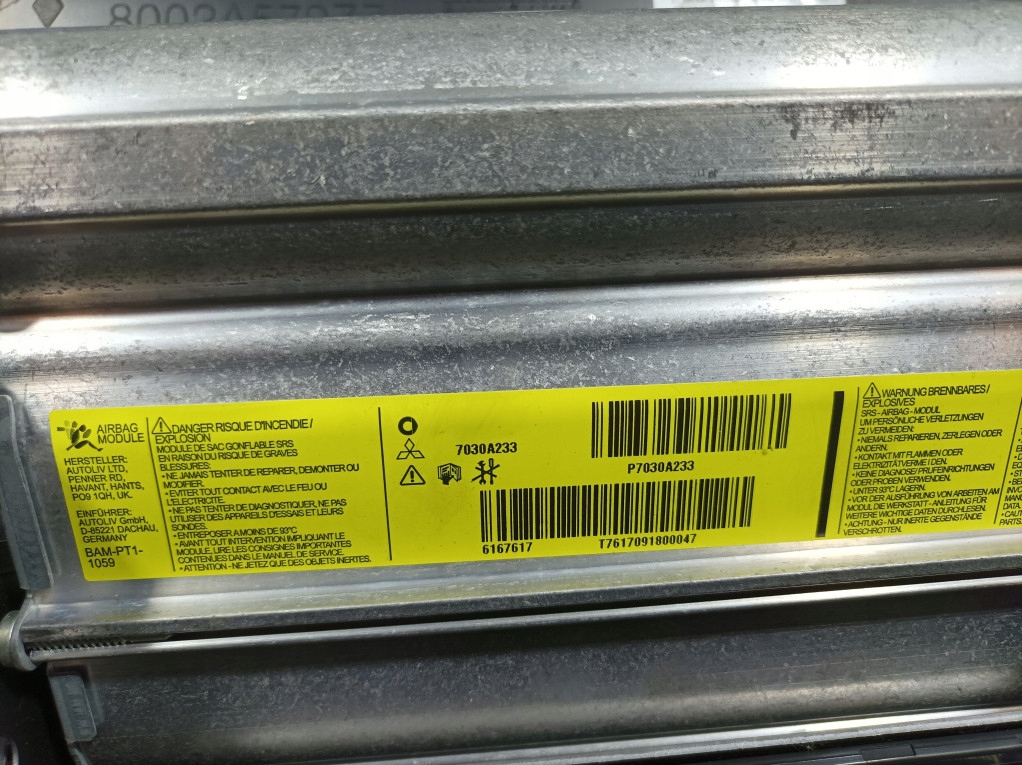 AIRBAG
MODULE
HERSTELLER:
AUTOLIV LTD,
PENNER RD,
HAVANT, HANTS,
PO9 1QH, UK.
EINFÜHRER:
AUTOLIV GmbH,
D-85221 DACHAU,
GERMANY
BAM-PT1-
1059
DANGER RISQUE D'INCENDIE /
EXPLOSION
MODULE DE SAC GONFLABLE SRS
EN RAISON DU RISQUE DE GRAVES
BLESSURES:
• NE JAMAIS TENTER DE REPARER, DEMONTER OU
MODIFIER.
• EVITER TOUT CONTACT AVEC LE FEU OU
L'ELECTRICITE.
• NE PAS TENTER DE DIAGNOSTIQUER, NE PAS
UTILISER DES APPAREILS D'ESSAIS ET LEURS
SONDES.
• ENTREPOSER A MOINS DE 93°C
• AVANT TOUT INTERVENTION IMPLIQUANT LE
MODULE, LIRE LES CONSIGNES IMPORTANTES
CONTENUES DANS LE MANUEL DE SERVICE.
• ATTENTION - NE JETEZ QUE DES OBJETS INERTES.
7030A233
P7030A233
6167617 T7617091800047
WARNUNG BRENNBARES /
EXPLOSIVES
SRS - AIRBAG - MODUL
UM PERSÖNLICHE VERLETZUNGEN
ZU VERMEIDEN:
• NIEMALS REPARIEREN, ZERLEGEN ODER
ÄNDERN.
• KONTAKT MIT FLAMMEN ODER
ELEKTRIZITÄT VERMEIDEN.
• KEINE DIAGNOSE/PRÜFEINRICHTUNGEN
ODER PROBEN VERWENDEN.
• UNTER 93°C LAGERN.
• VOR DER AUSFÜHRUNG VON ARBEITEN AM
MODUL DIE WERKSTATT - ANLEITUNG FÜR
WEITERE WICHTIGE DATEN DURCHLESEN.
• ACHTUNG - NUR INERTE GEGENSTÄNDE
VERSCHROTTEN.